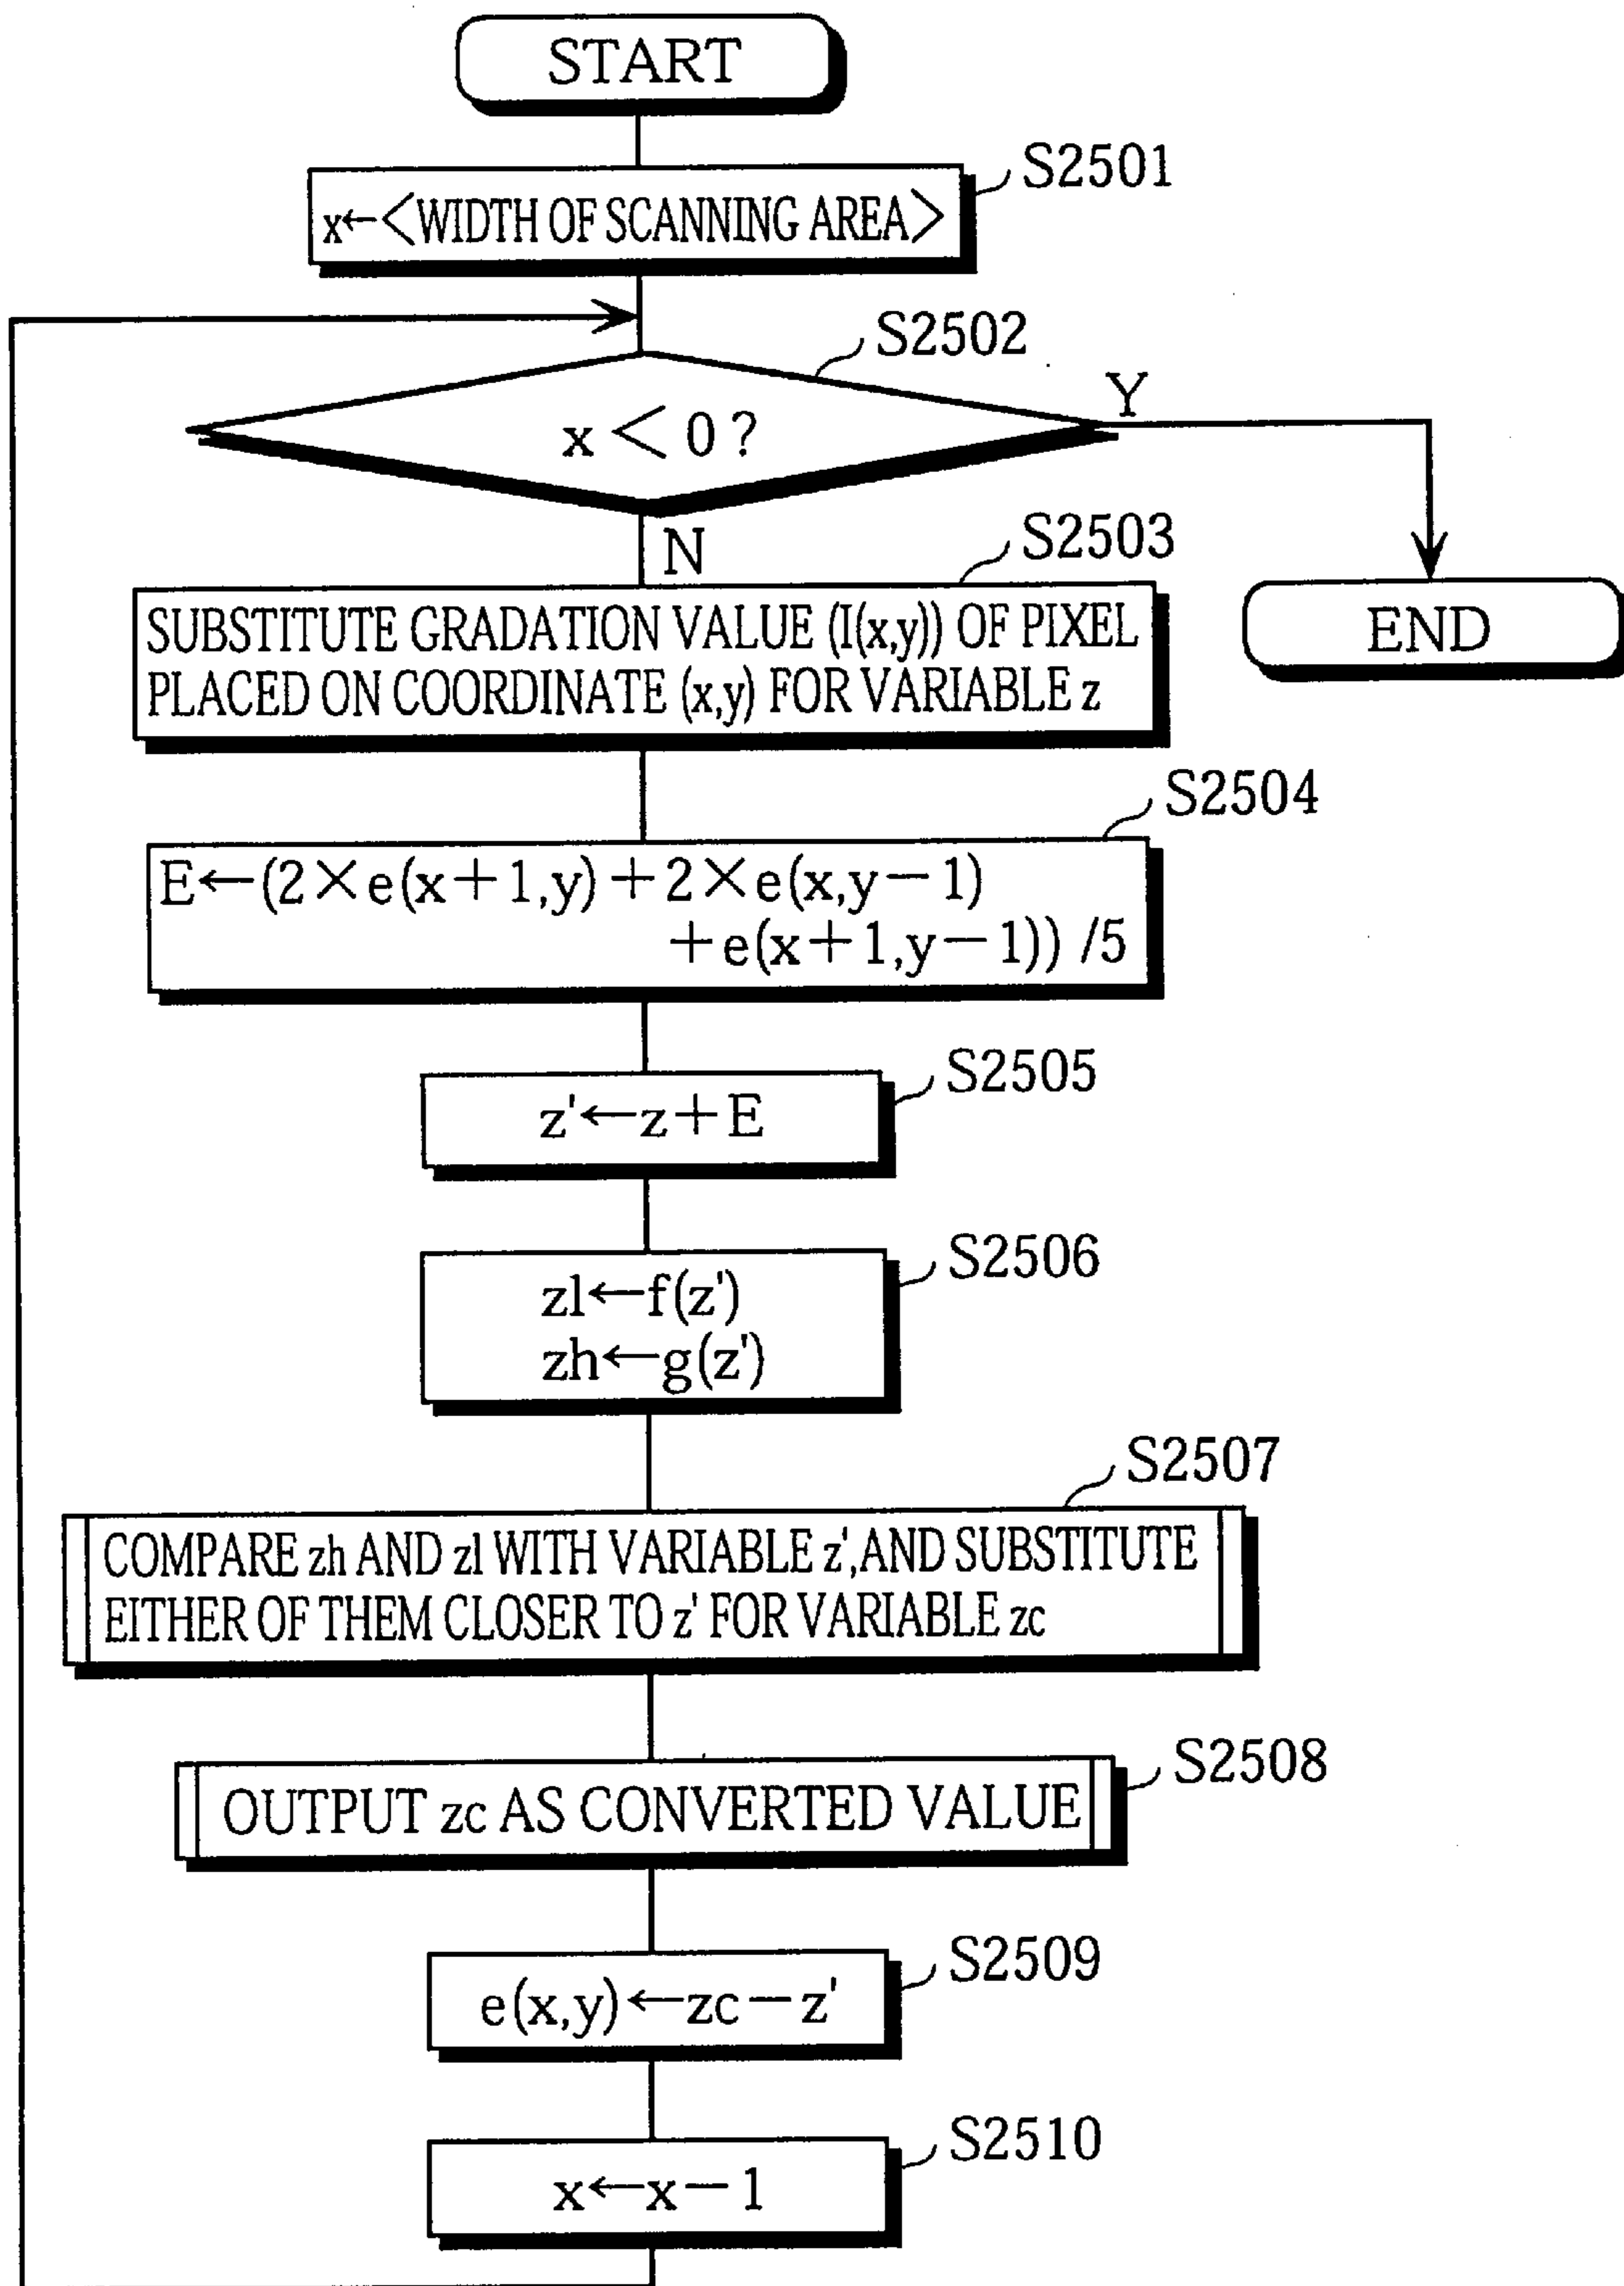 START
S2501
x←<WIDTH OF SCANNING AREA>
S2502
x<0?
Y
N
S2503
SUBSTITUTE GRADATION VALUE (I(x,y)) OF PIXEL
PLACED ON COORDINATE (x,y) FOR VARIABLE z
END
S2504
E←(2×e(x+1,y)+2×e(x,y−1)
+e(x+1,y−1))/5
S2505
z'←z+E
S2506
zl←f(z')
zh←g(z')
S2507
COMPARE zh AND zl WITH VARIABLE z',AND SUBSTITUTE
EITHER OF THEM CLOSER TO z' FOR VARIABLE zc
S2508
OUTPUT zc AS CONVERTED VALUE
S2509
e(x,y)←zc−z'
S2510
x←x−1